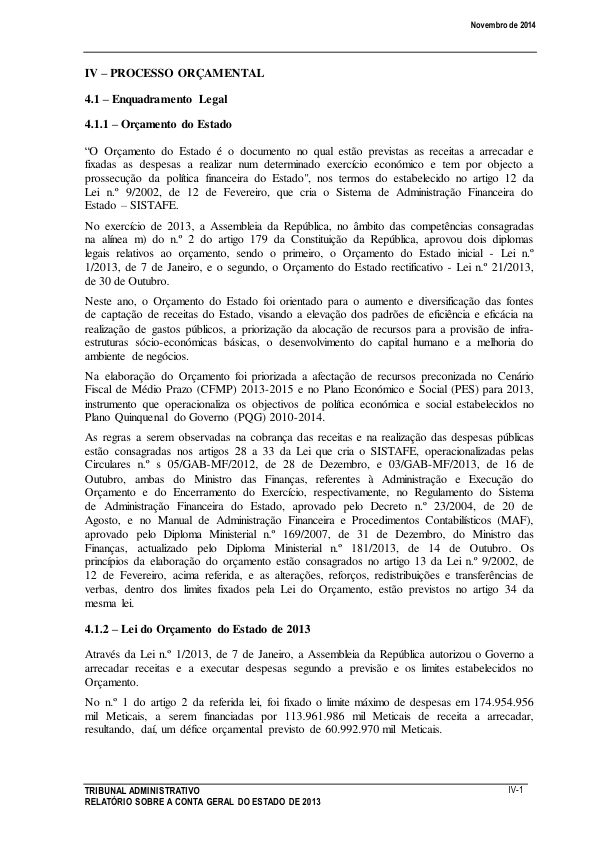 Novembro de 2014
IV – PROCESSO ORÇAMENTAL
4.1 – Enquadramento Legal
4.1.1 – Orçamento do Estado
“O Orçamento do Estado é o documento no qual estão previstas as receitas a arrecadar e
fixadas as despesas a realizar num determinado exercício económico e tem por objecto a
prossecução da política financeira do Estado”, nos termos do estabelecido no artigo 12 da
Lei n.º 9/2002, de 12 de Fevereiro, que cria o Sistema de Administração Financeira do
Estado – SISTAFE.
No exercício de 2013, a Assembleia da República, no âmbito das competências consagradas
na alínea m) do n.º 2 do artigo 179 da Constituição da República, aprovou dois diplomas
legais relativos ao orçamento, sendo o primeiro, o Orçamento do Estado inicial - Lei n.º
1/2013, de 7 de Janeiro, e o segundo, o Orçamento do Estado rectificativo - Lei n.º 21/2013,
de 30 de Outubro.
Neste ano, o Orçamento do Estado foi orientado para o aumento e diversificação das fontes
de captação de receitas do Estado, visando a elevação dos padrões de eficiência e eficácia na
realização de gastos públicos, a priorização da alocação de recursos para a provisão de infra-
estruturas sócio-económicas básicas, o desenvolvimento do capital humano e a melhoria do
ambiente de negócios.
Na elaboração do Orçamento foi priorizada a afectação de recursos preconizada no Cenário
Fiscal de Médio Prazo (CFMP) 2013-2015 e no Plano Económico e Social (PES) para 2013,
instrumento que operacionaliza os objectivos de política económica e social estabelecidos no
Plano Quinquenal do Governo (PQG) 2010-2014.
As regras a serem observadas na cobrança das receitas e na realização das despesas públicas
estão consagradas nos artigos 28 a 33 da Lei que cria o SISTAFE, operacionalizadas pelas
Circulares n.º s 05/GAB-MF/2012, de 28 de Dezembro, e 03/GAB-MF/2013, de 16 de
Outubro, ambas do Ministro das Finanças, referentes à Administração e Execução do
Orçamento e do Encerramento do Exercício, respectivamente, no Regulamento do Sistema
de Administração Financeira do Estado, aprovado pelo Decreto n.º 23/2004, de 20 de
Agosto, e no Manual de Administração Financeira e Procedimentos Contabilísticos (MAF),
aprovado pelo Diploma Ministerial n.º 169/2007, de 31 de Dezembro, do Ministro das
Finanças, actualizado pelo Diploma Ministerial n.º 181/2013, de 14 de Outubro. Os
princípios da elaboração do orçamento estão consagrados no artigo 13 da Lei n.º 9/2002, de
12 de Fevereiro, acima referida, e as alterações, reforços, redistribuições e transferências de
verbas, dentro dos limites fixados pela Lei do Orçamento, estão previstos no artigo 34 da
mesma lei.
4.1.2 – Lei do Orçamento do Estado de 2013
Através da Lei n.º 1/2013, de 7 de Janeiro, a Assembleia da República autorizou o Governo a
arrecadar receitas e a executar despesas segundo a previsão e os limites estabelecidos no
Orçamento.
No n.º 1 do artigo 2 da referida lei, foi fixado o limite máximo de despesas em 174.954.956
mil Meticais, a serem financiadas por 113.961.986 mil Meticais de receita a arrecadar,
resultando, daí, um défice orçamental previsto de 60.992.970 mil Meticais.
TRIBUNAL ADMINISTRATIVO
RELATÓRIO SOBRE A CONTA GERAL DO ESTADO DE 2013
IV-1